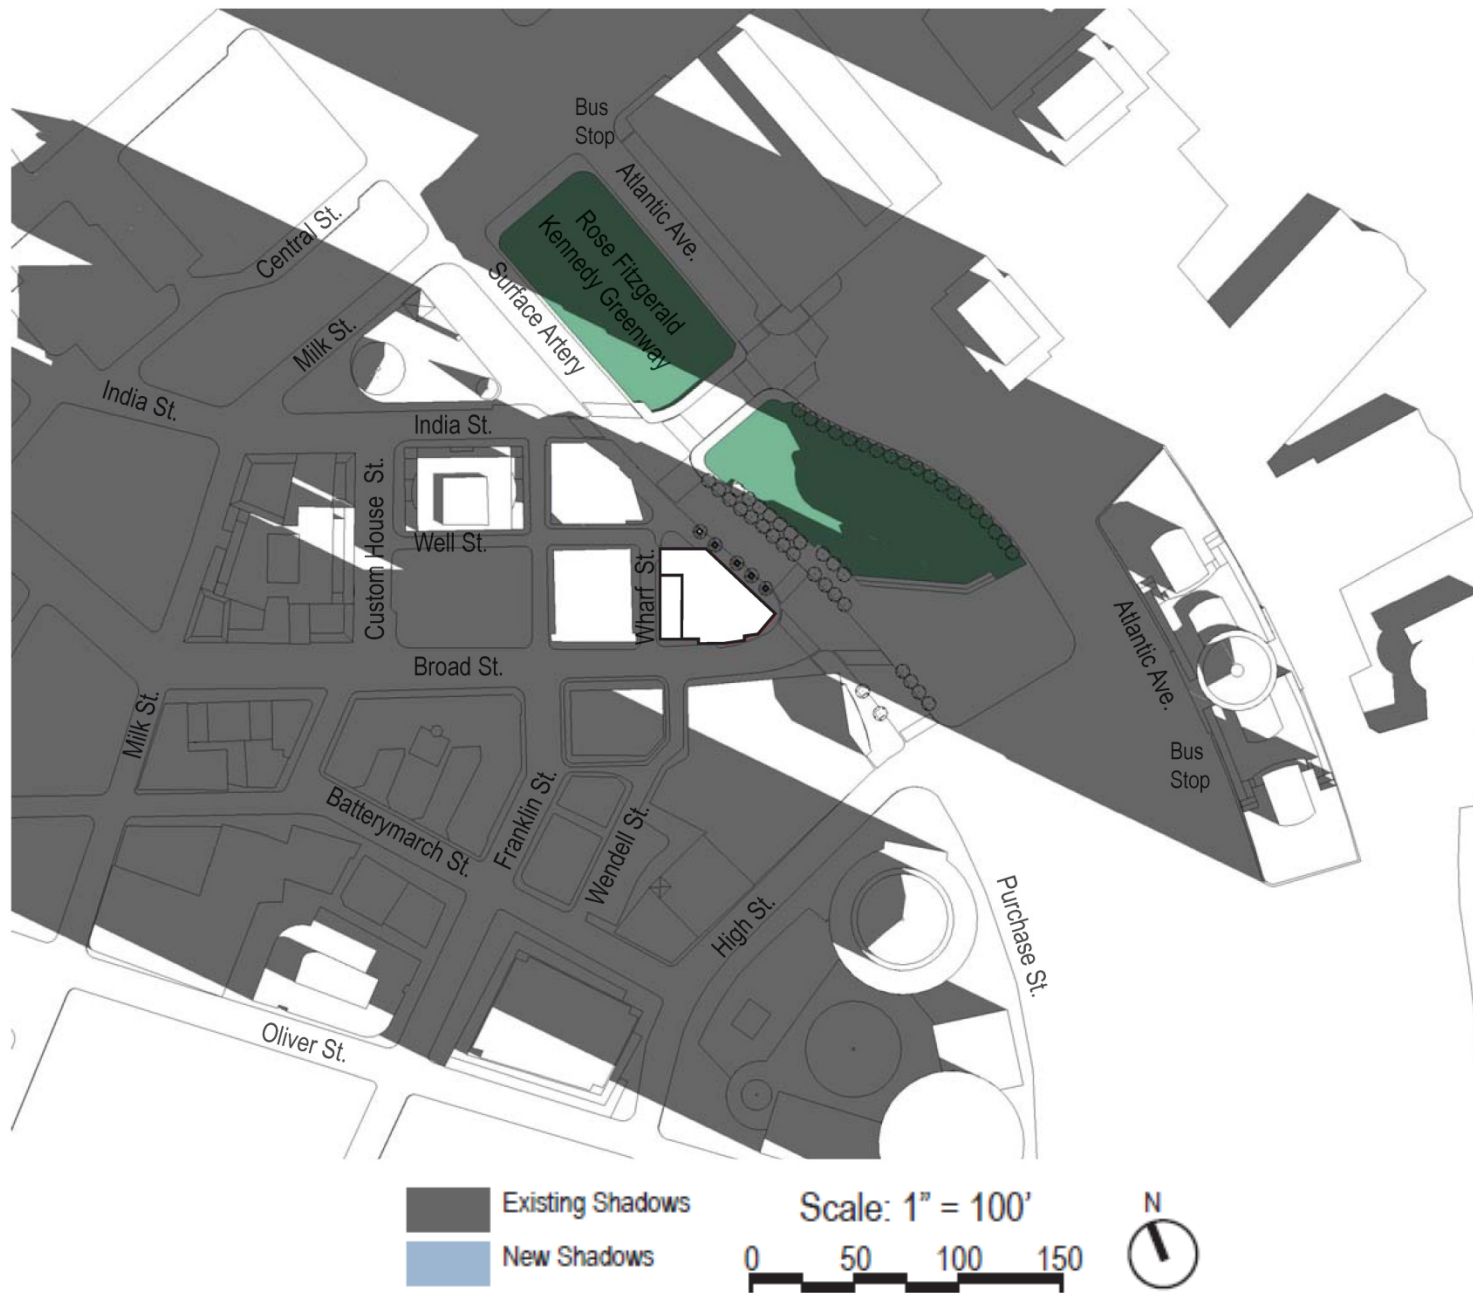 Bus
Stop
Atlantic Ave.
Rose Fitzgerald
Kennedy Greenway
Central St.
Surface Artery
Milk St.
India St.
India St.
Custom House St.
Well St.
Wharf St.
Broad St.
Atlantic Ave.
Milk St.
Bus
Stop
Batterymarch St.
Franklin St.
Wendell St.
High St.
Purchase St.
Oliver St.
Existing Shadows
New Shadows
Scale: 1” = 100’
0 50 100 150
N